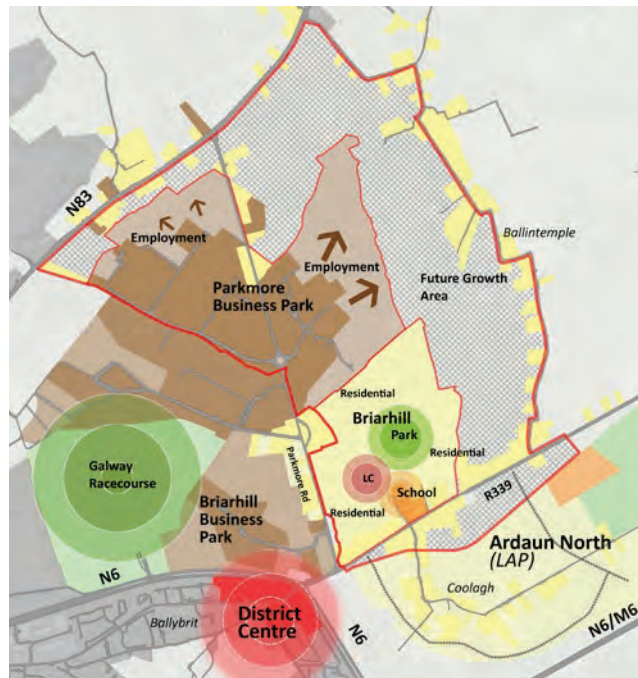 N83
Employment
Ballintemple
Employment
Future Growth
Area
Parkmore
Business Park
Residential
Briarhill
Park
Residential
Parkmore Rd
Galway
Racecourse
LC
School
R339
Residential
Briarhill
Business
Park
Ardaun North
(LAP)
N6
Coolagh
District
Centre
Ballybrit
N6
N6/M6